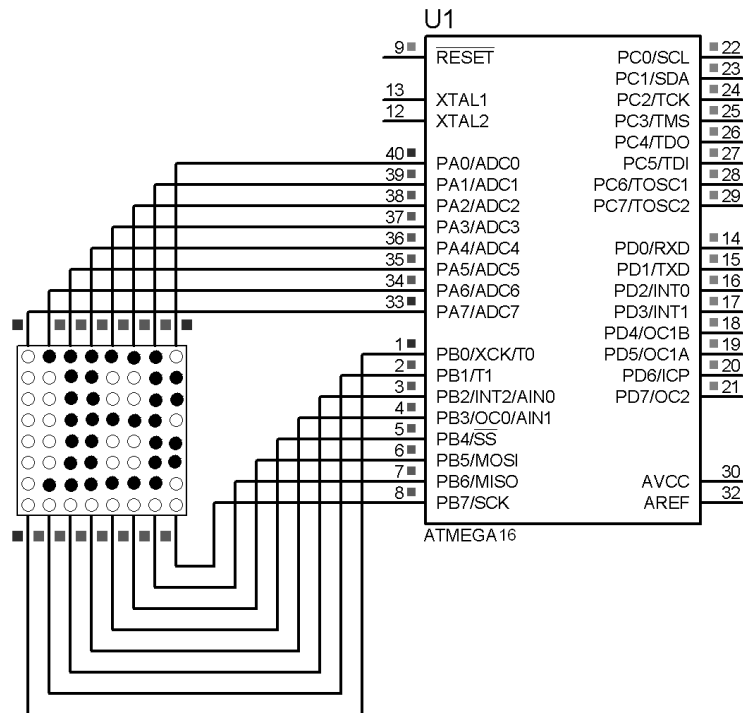 U1
9 RESET PC0/SCL 22
PC1/SDA 23
13 XTAL1 PC2/TCK 24
12 XTAL2 PC3/TMS 25
PC4/TDO 26
40 PA0/ADC0 PC5/TDI 27
39 PA1/ADC1 PC6/TOSC1 28
38 PA2/ADC2 PC7/TOSC2 29
37 PA3/ADC3
36 PA4/ADC4 PD0/RXD 14
35 PA5/ADC5 PD1/TXD 15
34 PA6/ADC6 PD2/INT0 16
33 PA7/ADC7 PD3/INT1 17
PD4/OC1B 18
1 PB0/XCK/T0 PD5/OC1A 19
2 PB1/T1 PD6/ICP 20
3 PB2/INT2/AIN0 PD7/OC2 21
4 PB3/OC0/AIN1
5 PB4/SS
6 PB5/MOSI
7 PB6/MISO AVCC 30
8 PB7/SCK AREF 32
ATMEGA16